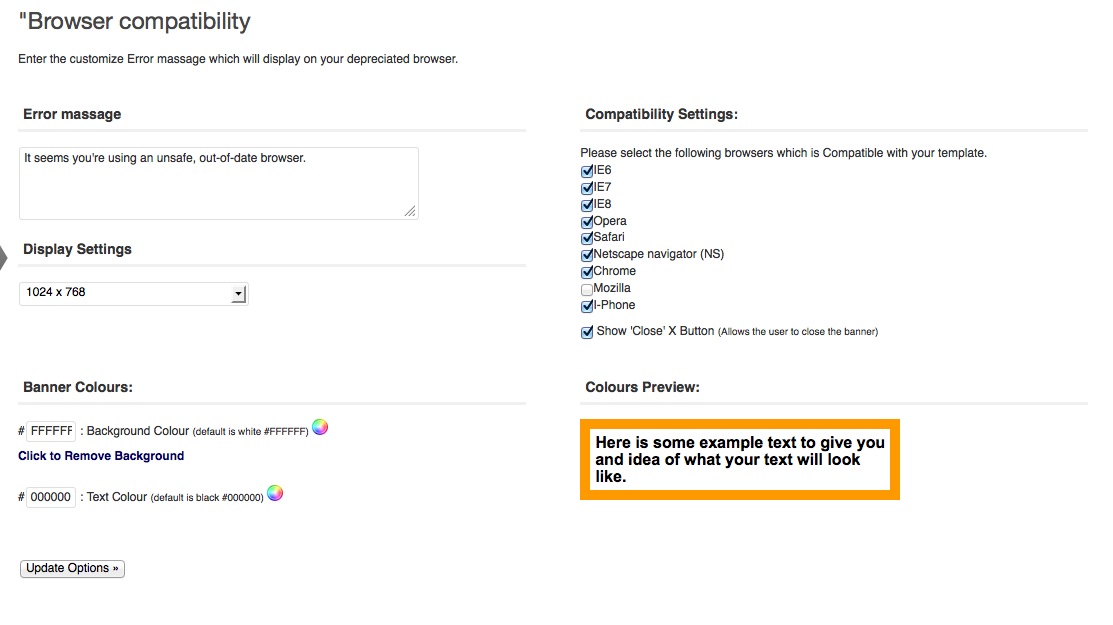 "Browser compatibility
Enter the customize Error massage which will display on your depreciated browser.
Error massage
It seems you're using an unsafe, out-of-date browser.
Display Settings
1024 x 768
Compatibility Settings:
Please select the following browsers which is Compatible with your template.
IE6
IE7
IE8
Opera
Safari
Netscape navigator (NS)
Chrome
Mozilla
I-Phone
Show 'Close' X Button (Allows the user to close the banner)
Banner Colours:
# FFFFFF : Background Colour (default is white #FFFFFF)
Click to Remove Background
# 000000 : Text Colour (default is black #000000)
Colours Preview:
Here is some example text to give you
and idea of what your text will look
like.
Update Options »